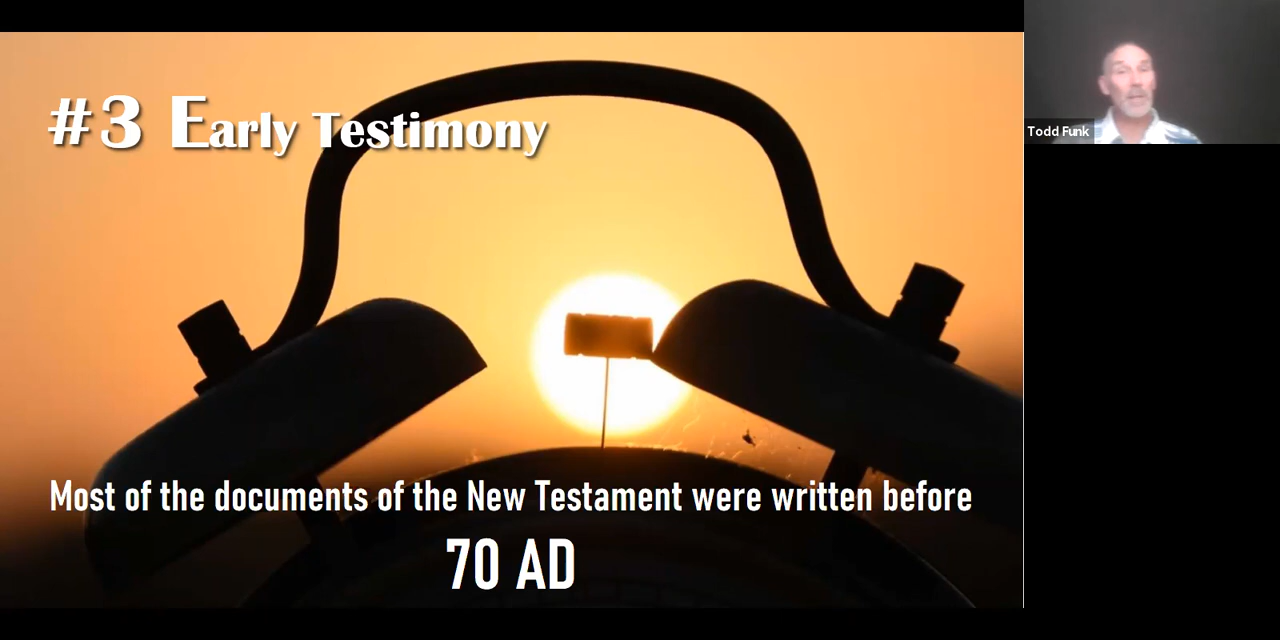 #3 Early Testimony
Most of the documents of the New Testament were written before
70 AD
Todd Funk